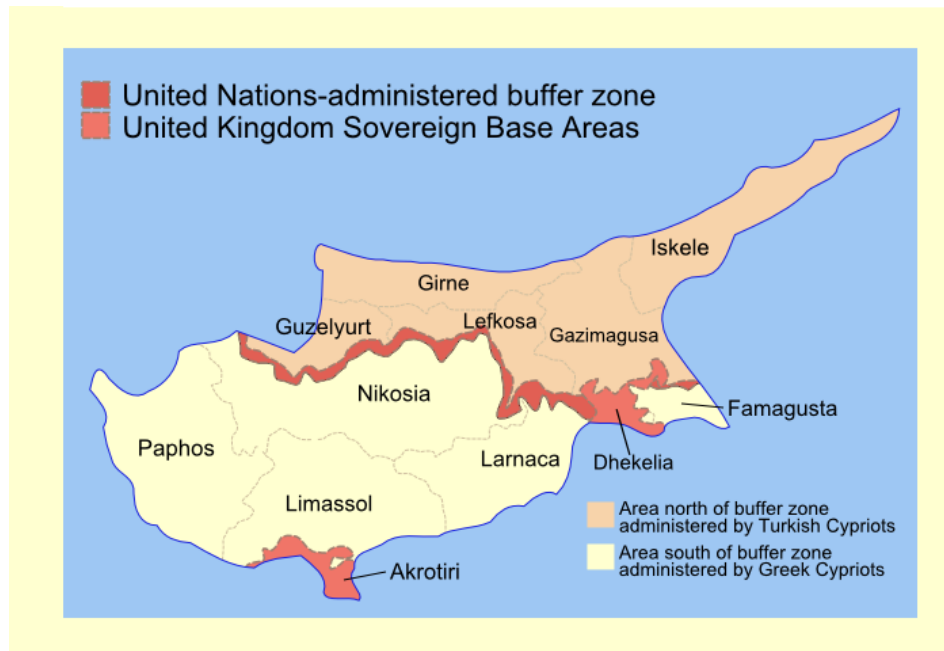 United Nations-administered buffer zone
United Kingdom Sovereign Base Areas
Iskele
Girne
Lefkosa
Guzelyurt
Gazimagusa
Nikosia
Famagusta
Paphos
Larnaca
Dhekelia
Limassol
Area north of buffer zone
administered by Turkish Cypriots
Area south of buffer zone
administered by Greek Cypriots
Akrotiri